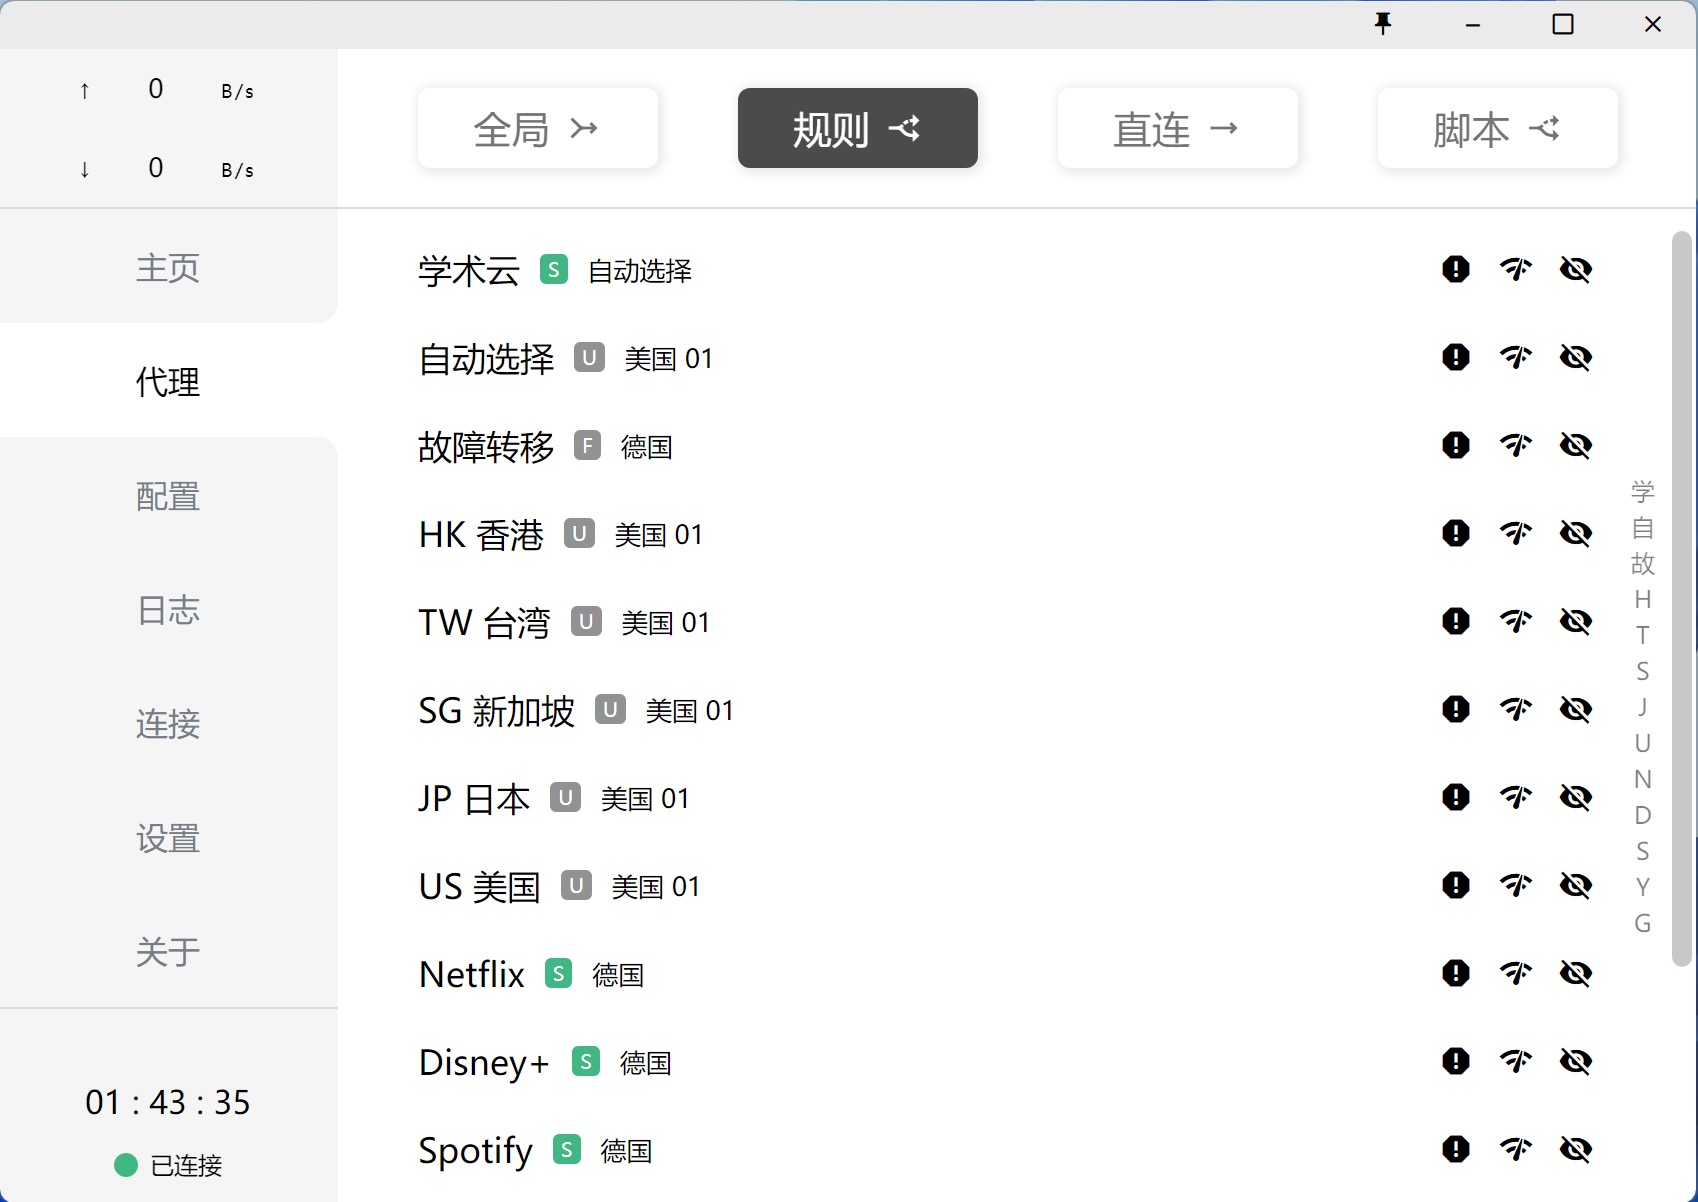 ↑ 0 B/s
↓ 0 B/s
全局 规则 直连 脚本
主页
代理
配置
日志
连接
设置
关于
01 : 43 : 35
已连接
学术云 S 自动选择
自动选择 U 美国 01
故障转移 F 德国
HK 香港 U 美国 01
TW 台湾 U 美国 01
SG 新加坡 U 美国 01
JP 日本 U 美国 01
US 美国 U 美国 01
Netflix S 德国
Disney+ S 德国
Spotify S 德国
学
自
故
H
T
S
J
U
N
D
S
Y
G